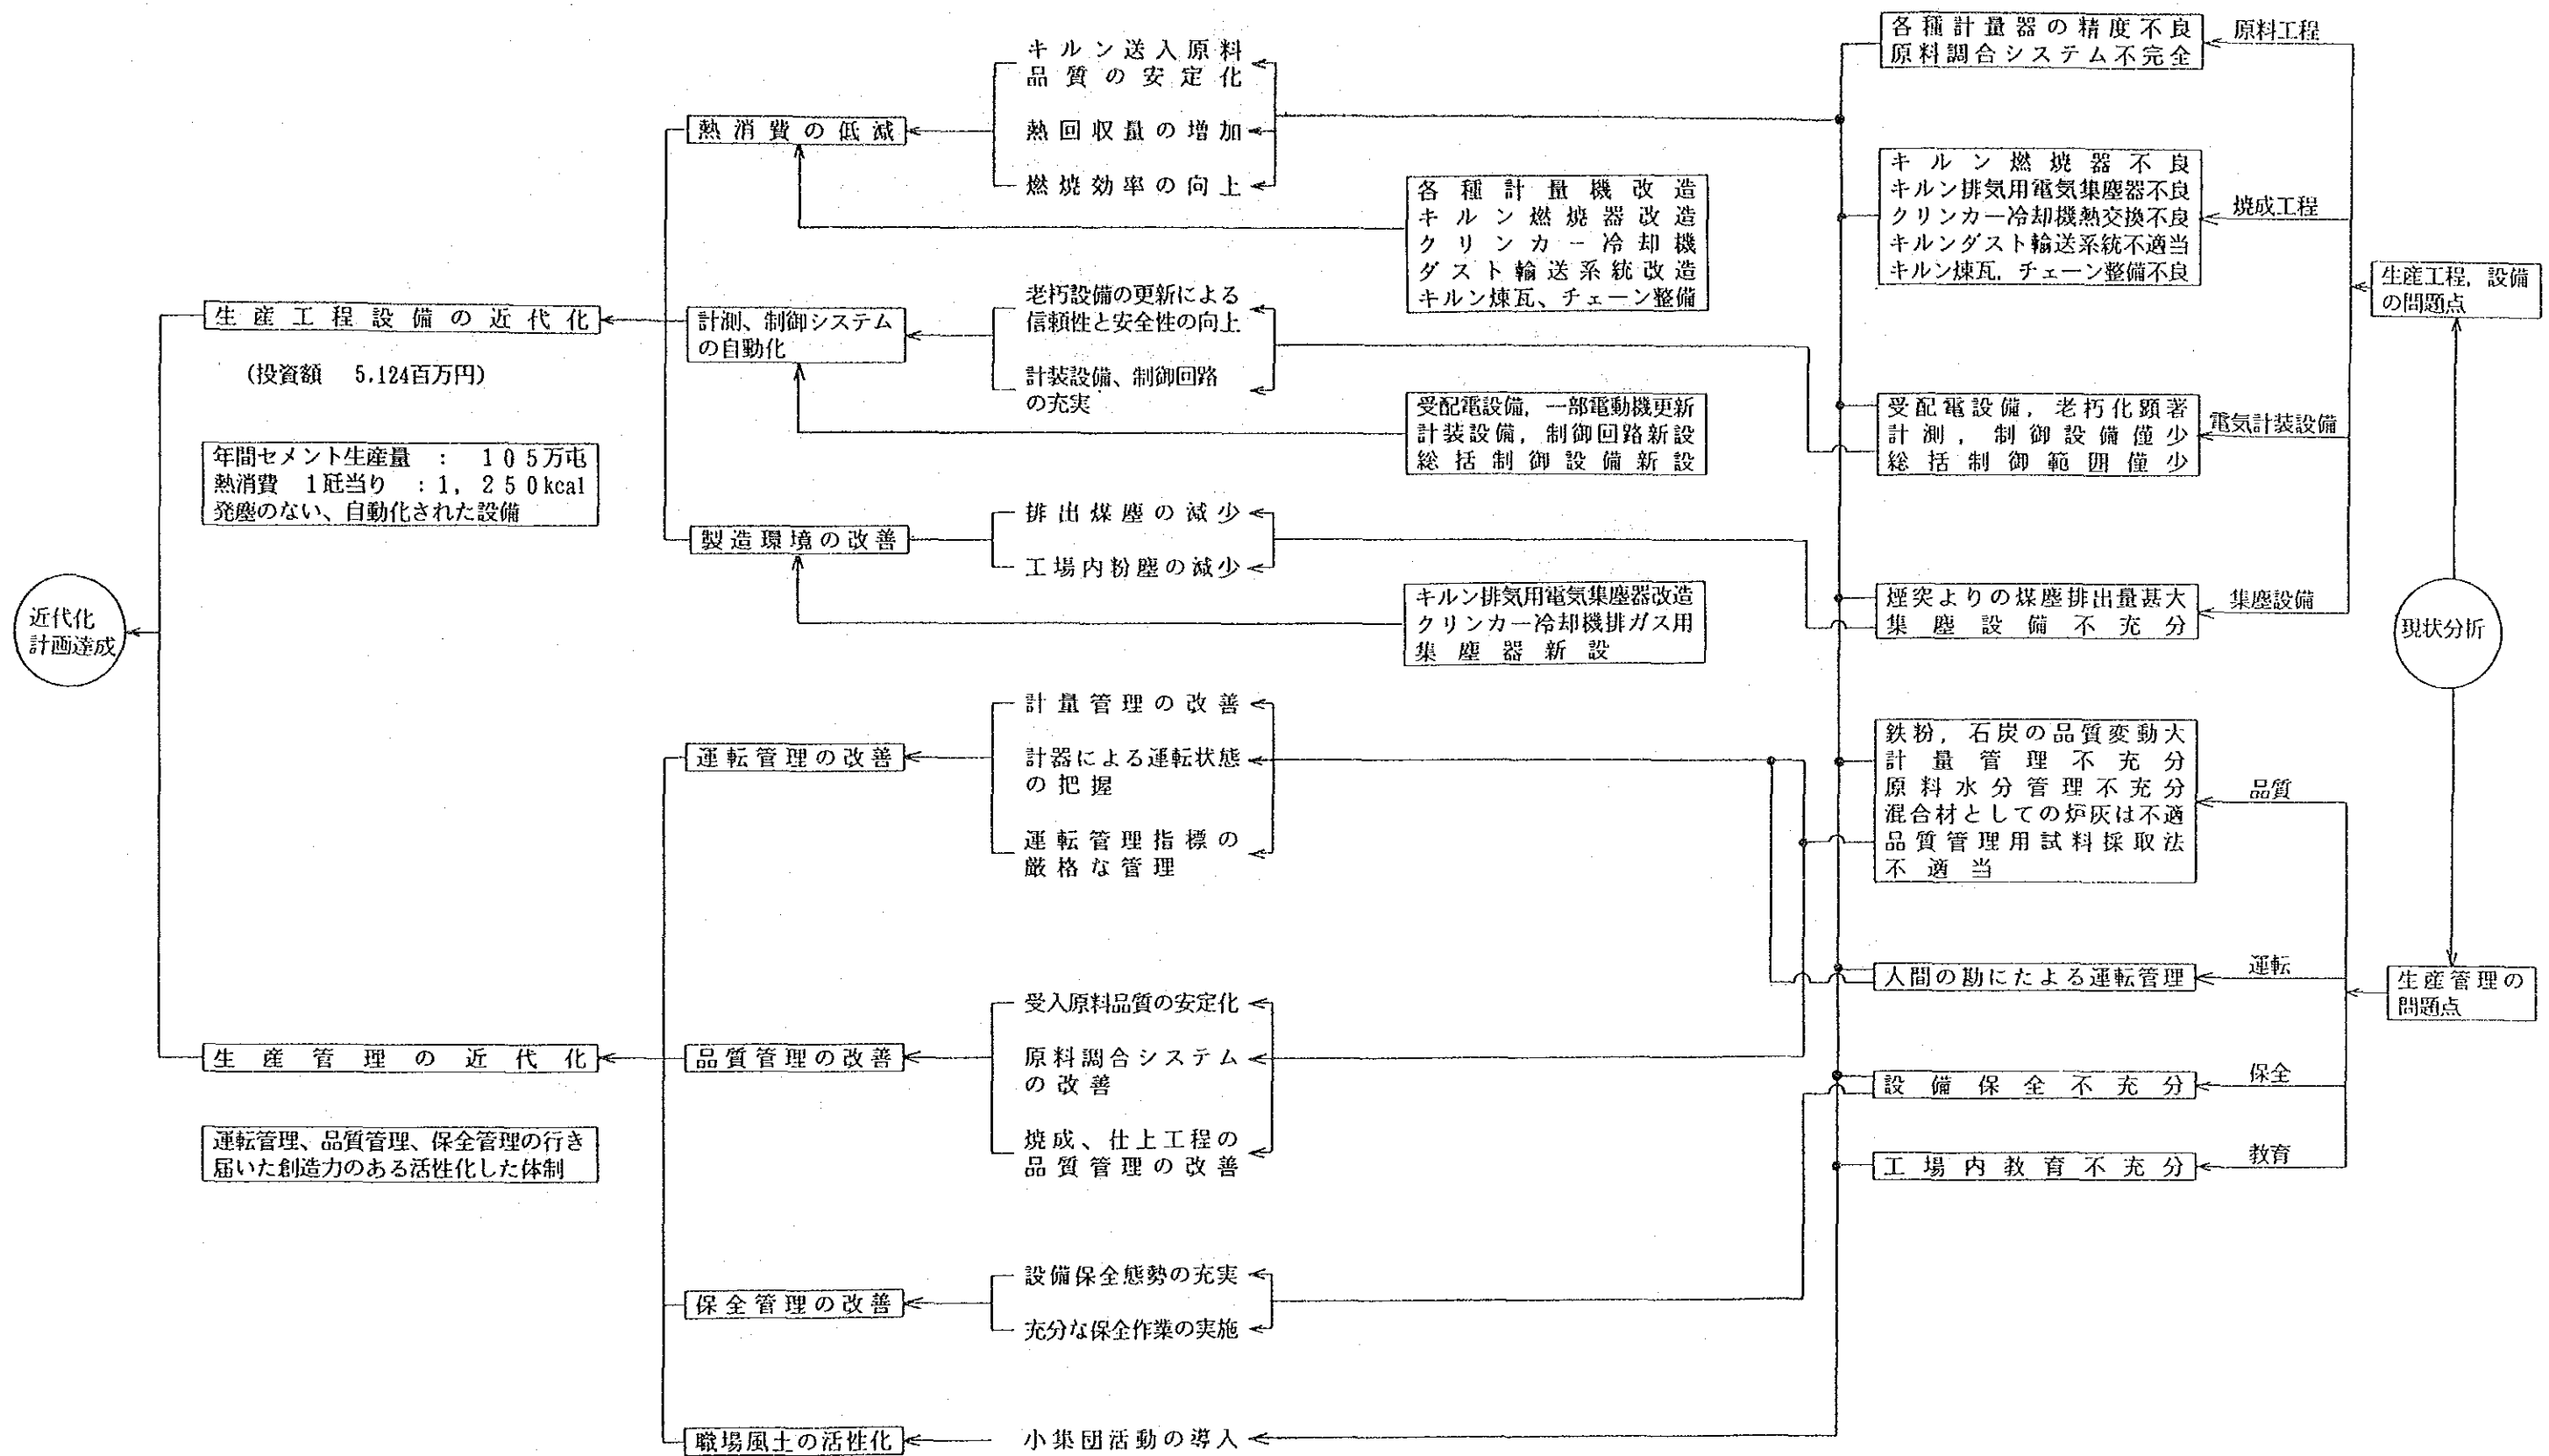 近代化
計画達成
生産工程設備の近代化
(投資額 5.124百万円)
年間セメント生産量 : 105万屯
熱消費 1瓩当り :1,250kcal
発塵のない、自動化された設備
生産管理の近代化
運転管理、品質管理、保全管理の行き
届いた創造力のある活性化した体制
熱消費の低減
計測、制御システム
の自動化
製造環境の改善
運転管理の改善
品質管理の改善
保全管理の改善
職場風土の活性化
キルン送入原料
品質の安定化
熱回収量の増加
燃焼効率の向上
老朽設備の更新による
信頼性と安全性の向上
計装設備、制御回路
の充実
排出煤塵の減少
工場内粉塵の減少
計量管理の改善
計器による運転状態
の把握
運転管理指標の
厳格な管理
受入原料品質の安定化
原料調合システム
の改善
焼成、仕上工程の
品質管理の改善
設備保全態勢の充実
充分な保全作業の実施
小集団活動の導入
各種計量機改造
キルン燃焼器改造
クリンカー冷却機
ダスト輸送系統改造
キルン煉瓦、チェーン整備
受配電設備,一部電動機更新
計装設備,制御回路新設
総括制御設備新設
キルン排気用電気集塵器改造
クリンカー冷却機排ガス用
集塵器新設
各種計量器の精度不良
原料調合システム不完全
キルン燃焼器不良
キルン排気用電気集塵器不良
クリンカー冷却機熱交換不良
キルンダスト輸送系統不適当
キルン煉瓦,チェーン整備不良
受配電設備,老朽化顕著
計測,制御設備僅少
総括制御範囲僅少
煙突よりの煤塵排出量甚大
集塵設備不充分
鉄粉,石炭の品質変動大
計量管理不充分
原料水分管理不充分
混合材としての炉灰は不適
品質管理用試料採取法
不適当
人間の勘にたよる運転管理
設備保全不充分
工場内教育不充分
原料工程
焼成工程
電気計装設備
集塵設備
品質
運転
保全
教育
生産工程,設備
の問題点
現状分析
生産管理の
問題点